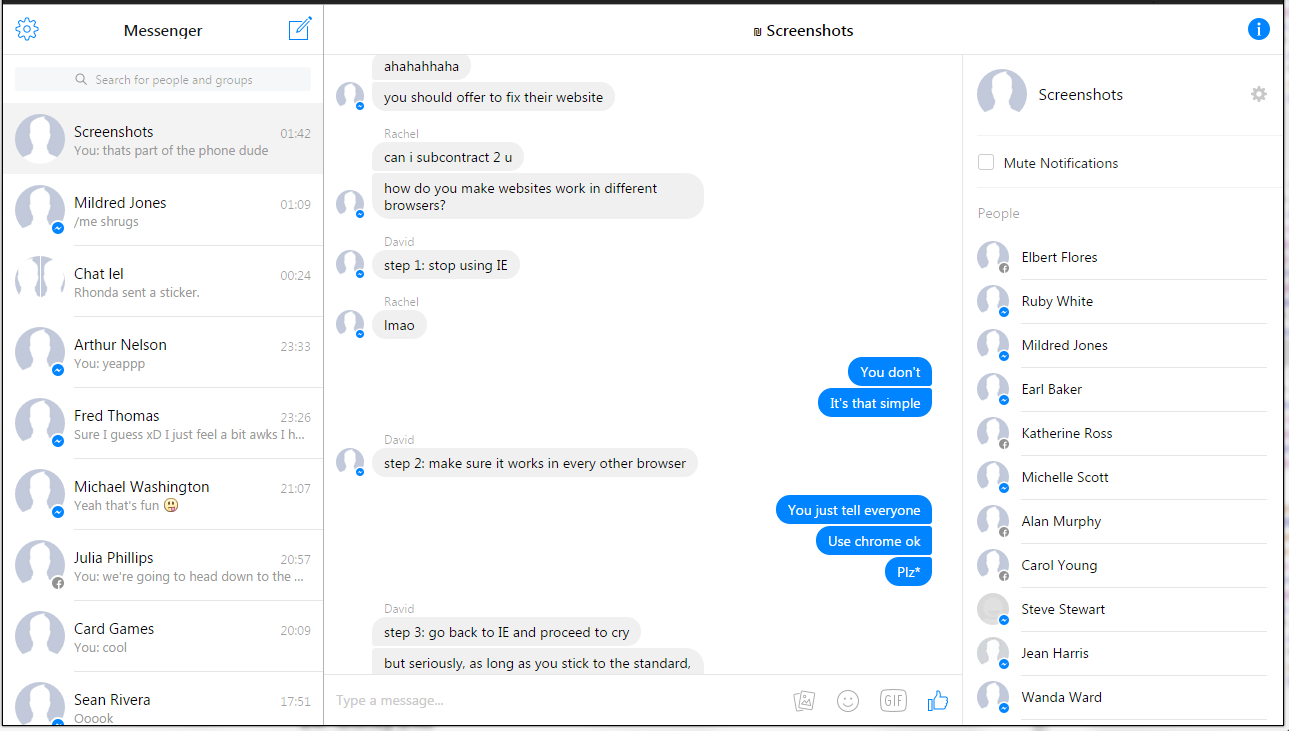 Messenger
Search for people and groups
Screenshots
01:42
You: thats part of the phone dude
Mildred Jones
01:09
/me shrugs
Chat lel
00:24
Rhonda sent a sticker.
Arthur Nelson
23:33
You: yeappp
Fred Thomas
23:26
Sure I guess xD I just feel a bit awks I h...
Michael Washington
21:07
Yeah that's fun
Julia Phillips
20:57
You: we're going to head down to the ...
Card Games
20:09
You: cool
Sean Rivera
17:51
Ooook
₪ Screenshots
ahahahhaha
you should offer to fix their website
Rachel
can i subcontract 2 u
how do you make websites work in different
browsers?
David
step 1: stop using IE
Rachel
lmao
You don't
It's that simple
David
step 2: make sure it works in every other browser
You just tell everyone
Use chrome ok
Plz*
David
step 3: go back to IE and proceed to cry
but seriously, as long as you stick to the standard,
Type a message...
GIF
Screenshots
Mute Notifications
People
Elbert Flores
Ruby White
Mildred Jones
Earl Baker
Katherine Ross
Michelle Scott
Alan Murphy
Carol Young
Steve Stewart
Jean Harris
Wanda Ward